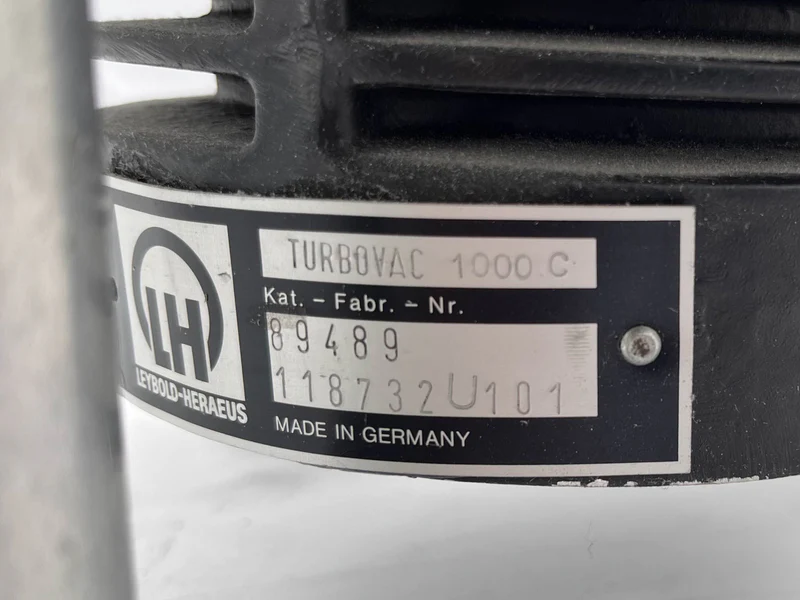 LH
LEYBOLD-HERAEUS
TURBOVAC 1000 C
Kat. - Fabr. - Nr.
89489
118732U101
MADE IN GERMANY